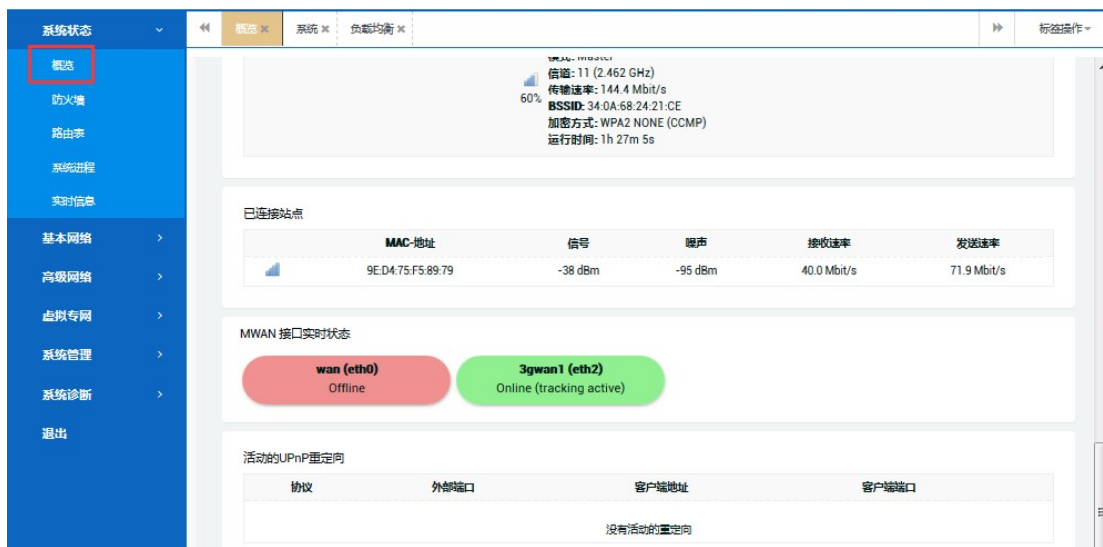 系统状态
概览
防火墙
路由表
系统进程
实时信息
基本网络
高级网络
虚拟专网
系统管理
系统诊断
退出
概览 系统 负载均衡 标签操作
模式: Master
信道: 11 (2.462 GHz)
传输速率: 144.4 Mbit/s
60%
BSSID: 34:0A:68:24:21:CE
加密方式: WPA2 NONE (CCMP)
运行时间: 1h 27m 5s
已连接站点
MAC-地址 信号 噪声 接收速率 发送速率
9E:D4:75:F5:89:79 -38 dBm -95 dBm 40.0 Mbit/s 71.9 Mbit/s
MWAN 接口实时状态
wan (eth0)
Offline
3gwan1 (eth2)
Online (tracking active)
活动的UPnP重定向
协议 外部端口 客户端地址 客户端端口
没有活动的重定向